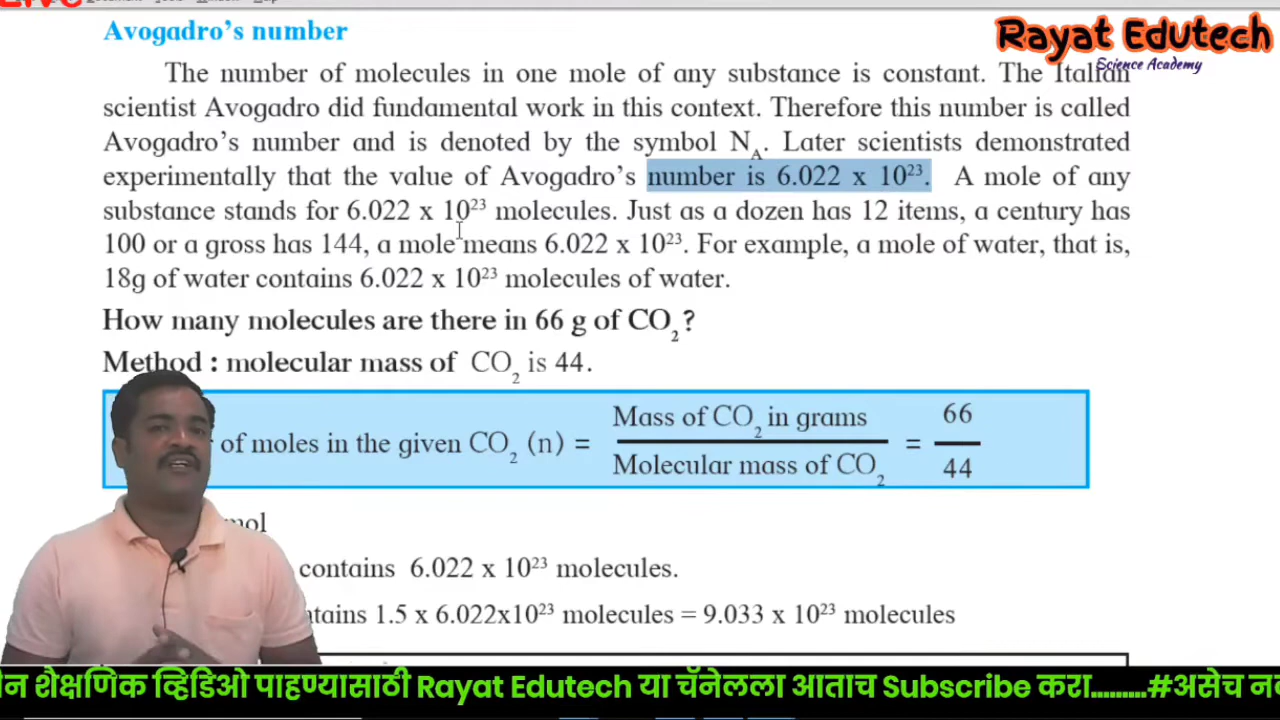 LIVE
Rayat Edutech
Science Academy
Avogadro's number
The number of molecules in one mole of any substance is constant. The Italian
scientist Avogadro did fundamental work in this context. Therefore this number is called
Avogadro's number and is denoted by the symbol N_A. Later scientists demonstrated
experimentally that the value of Avogadro's number is 6.022 x 10²³. A mole of any
substance stands for 6.022 x 10²³ molecules. Just as a dozen has 12 items, a century has
100 or a gross has 144, a mole means 6.022 x 10²³. For example, a mole of water, that is,
18g of water contains 6.022 x 10²³ molecules of water.
How many molecules are there in 66 g of CO₂?
Method : molecular mass of CO₂ is 44.
of moles in the given CO₂ (n) = Mass of CO₂ in grams / Molecular mass of CO₂ = 66 / 44
mol
contains 6.022 x 10²³ molecules.
1.5 x 6.022x10²³ molecules = 9.033 x 10²³ molecules
शैक्षणिक व्हिडिओ पाहण्यासाठी Rayat Edutech या चॅनेलला आताच Subscribe करा.........#असेच